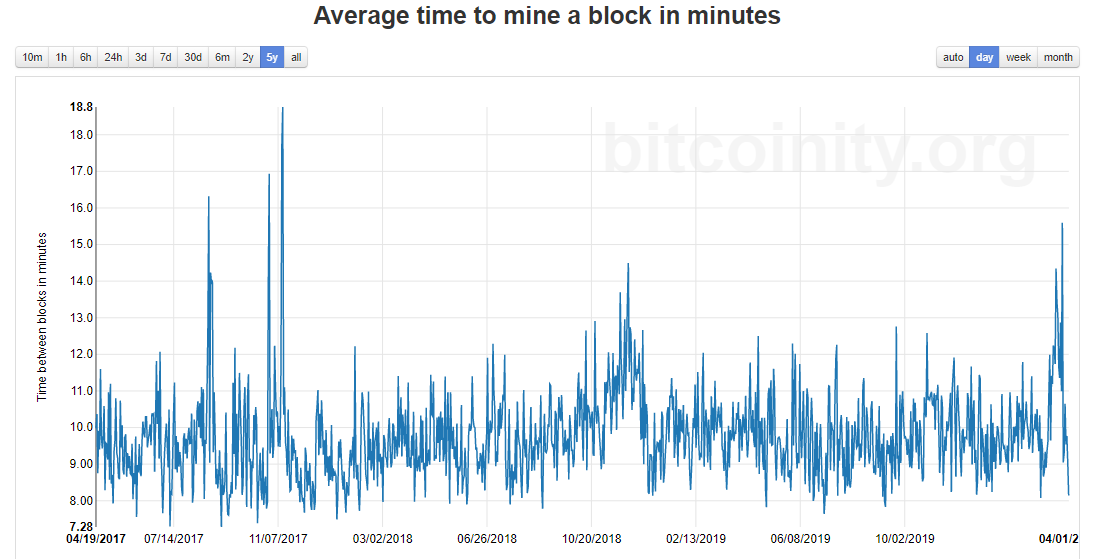 Average time to mine a block in minutes
10m 1h 6h 24h 3d 7d 30d 6m 2y 5y all
auto day week month
bitcoinity.org
Time between blocks in minutes
18.8
18.0
17.0
16.0
15.0
14.0
13.0
12.0
11.0
10.0
9.00
8.00
7.28
04/19/2017 07/14/2017 11/07/2017 03/02/2018 06/26/2018 10/20/2018 02/13/2019 06/08/2019 10/02/2019 04/01/2